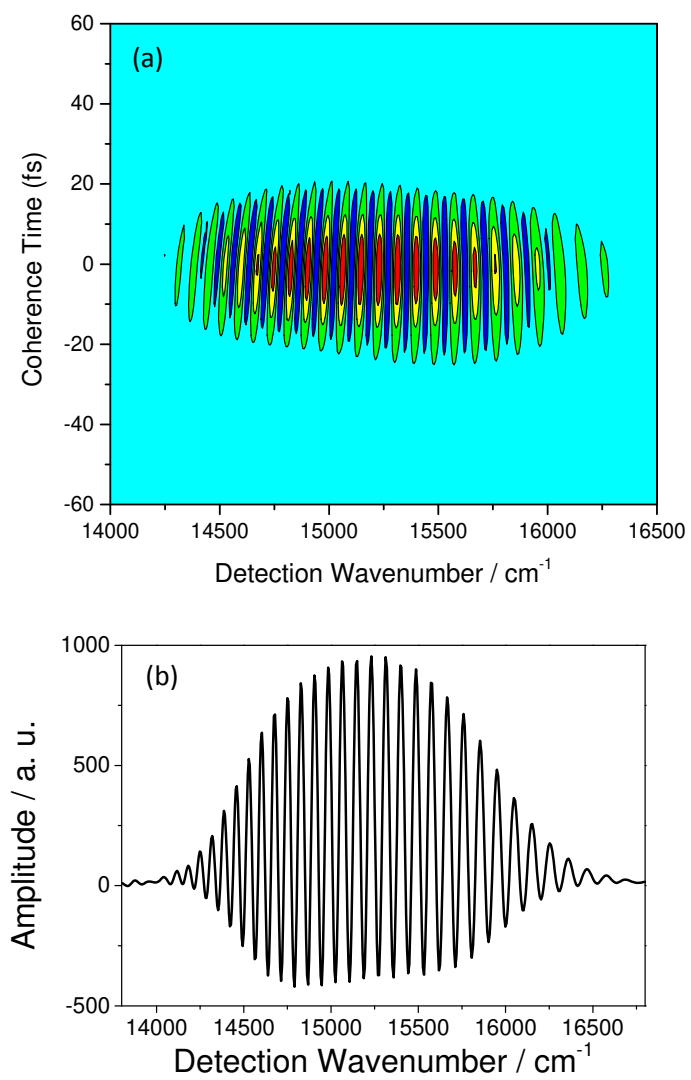 (a)
60
40
20
0
-20
-40
-60
Coherence Time (fs)
14000 14500 15000 15500 16000 16500
Detection Wavenumber / cm⁻¹
(b)
1000
500
0
-500
Amplitude / a. u.
14000 14500 15000 15500 16000 16500
Detection Wavenumber / cm⁻¹